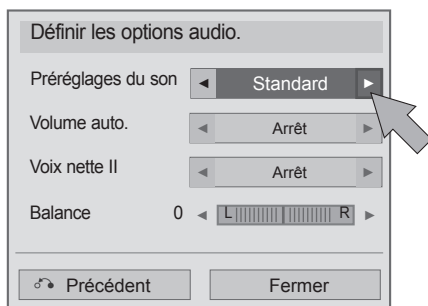 Définir les options audio.
Préréglages du son ◄ Standard ►
Volume auto. ◄ Arrêt ►
Voix nette II ◄ Arrêt ►
Balance 0 ◄ L R ►
Précédent Fermer